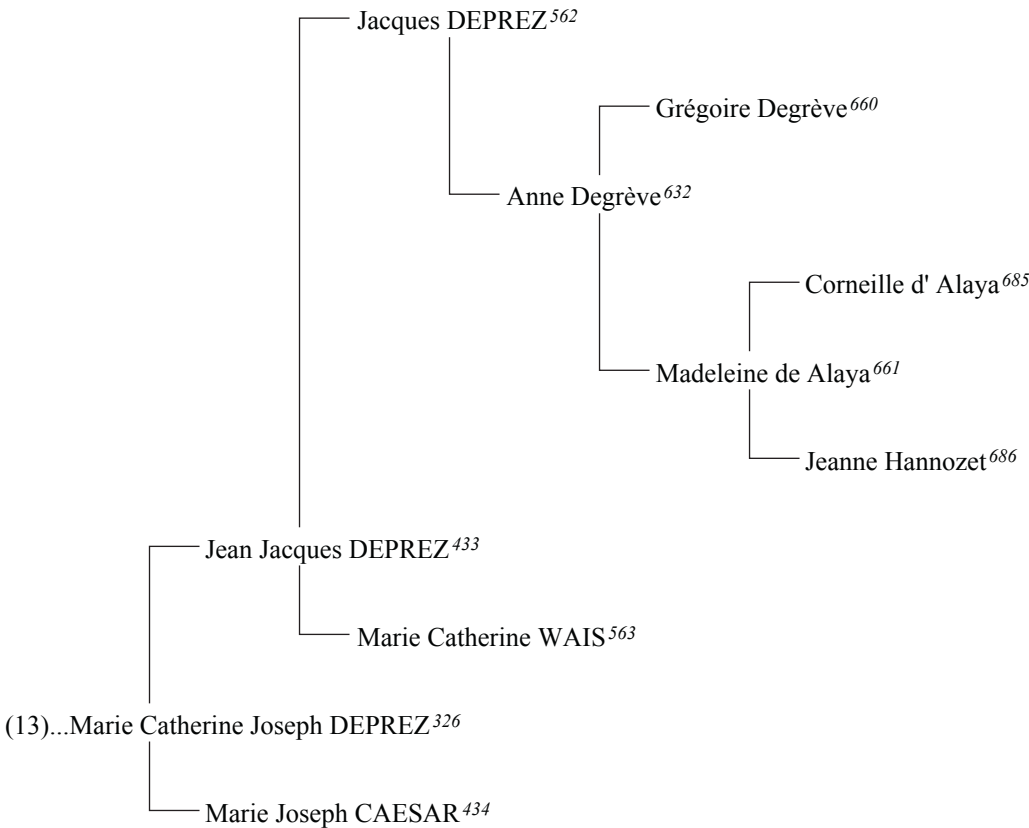 Jacques DEPREZ562
Grégoire Degrève660
Anne Degrève632
Corneille d' Alaya685
Madeleine de Alaya661
Jeanne Hannozet686
Jean Jacques DEPREZ433
Marie Catherine WAIS563
(13)...Marie Catherine Joseph DEPREZ326
Marie Joseph CAESAR434